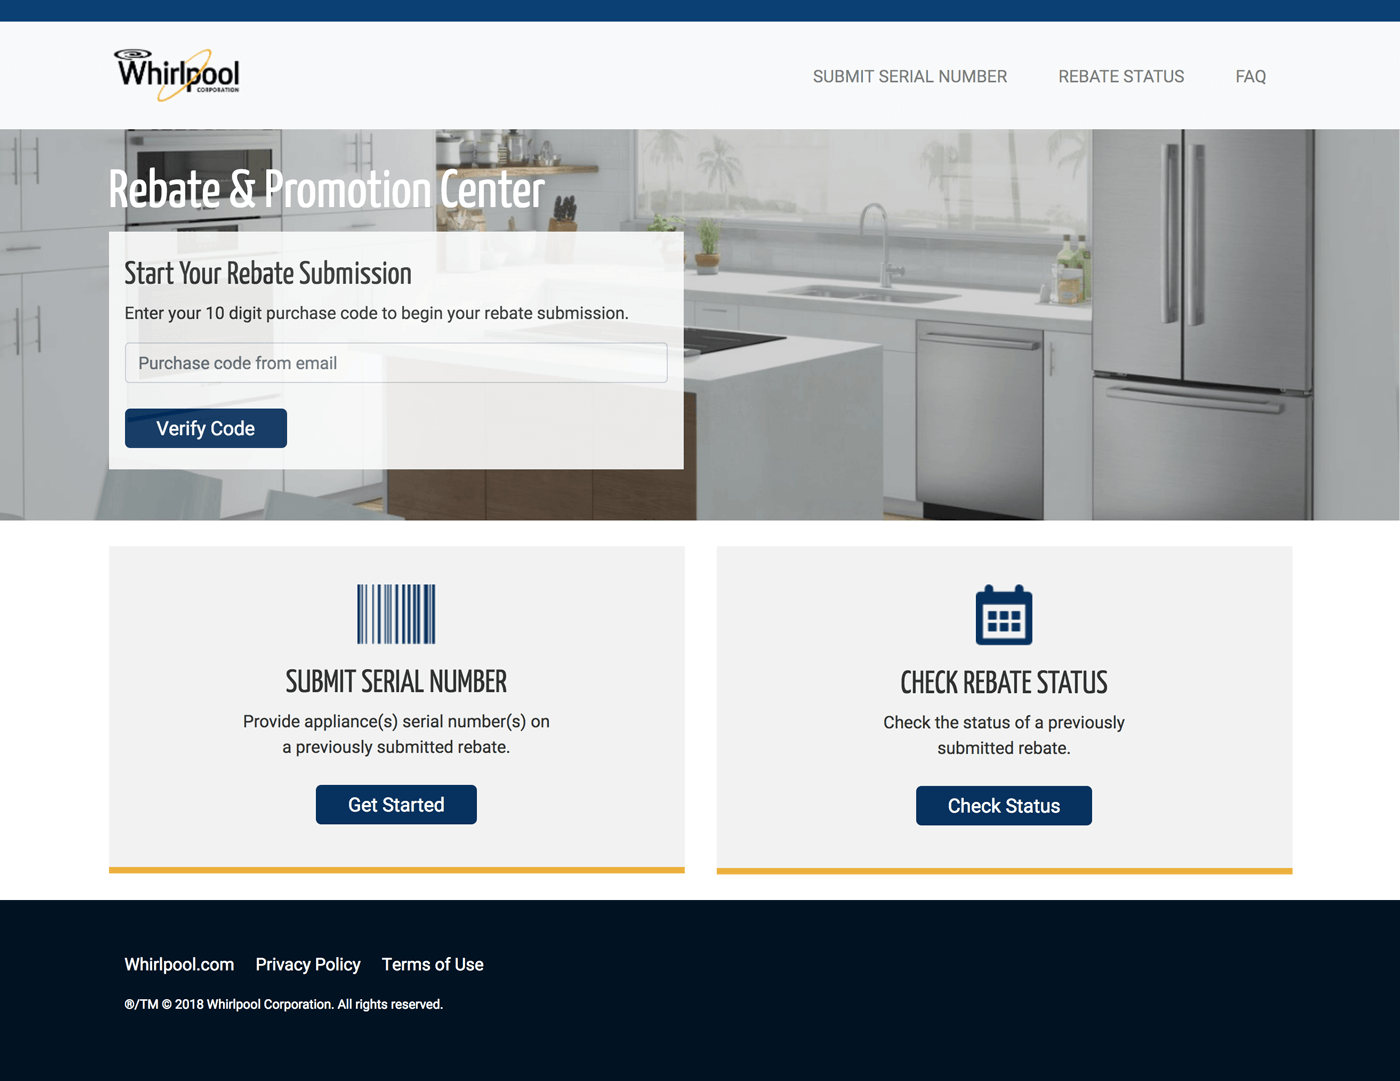 Whirlpool
CORPORATION
SUBMIT SERIAL NUMBER
REBATE STATUS
FAQ
Rebate & Promotion Center
Start Your Rebate Submission
Enter your 10 digit purchase code to begin your rebate submission.
Purchase code from email
Verify Code
SUBMIT SERIAL NUMBER
Provide appliance(s) serial number(s) on
a previously submitted rebate.
Get Started
CHECK REBATE STATUS
Check the status of a previously
submitted rebate.
Check Status
Whirlpool.com Privacy Policy Terms of Use
®/TM © 2018 Whirlpool Corporation. All rights reserved.